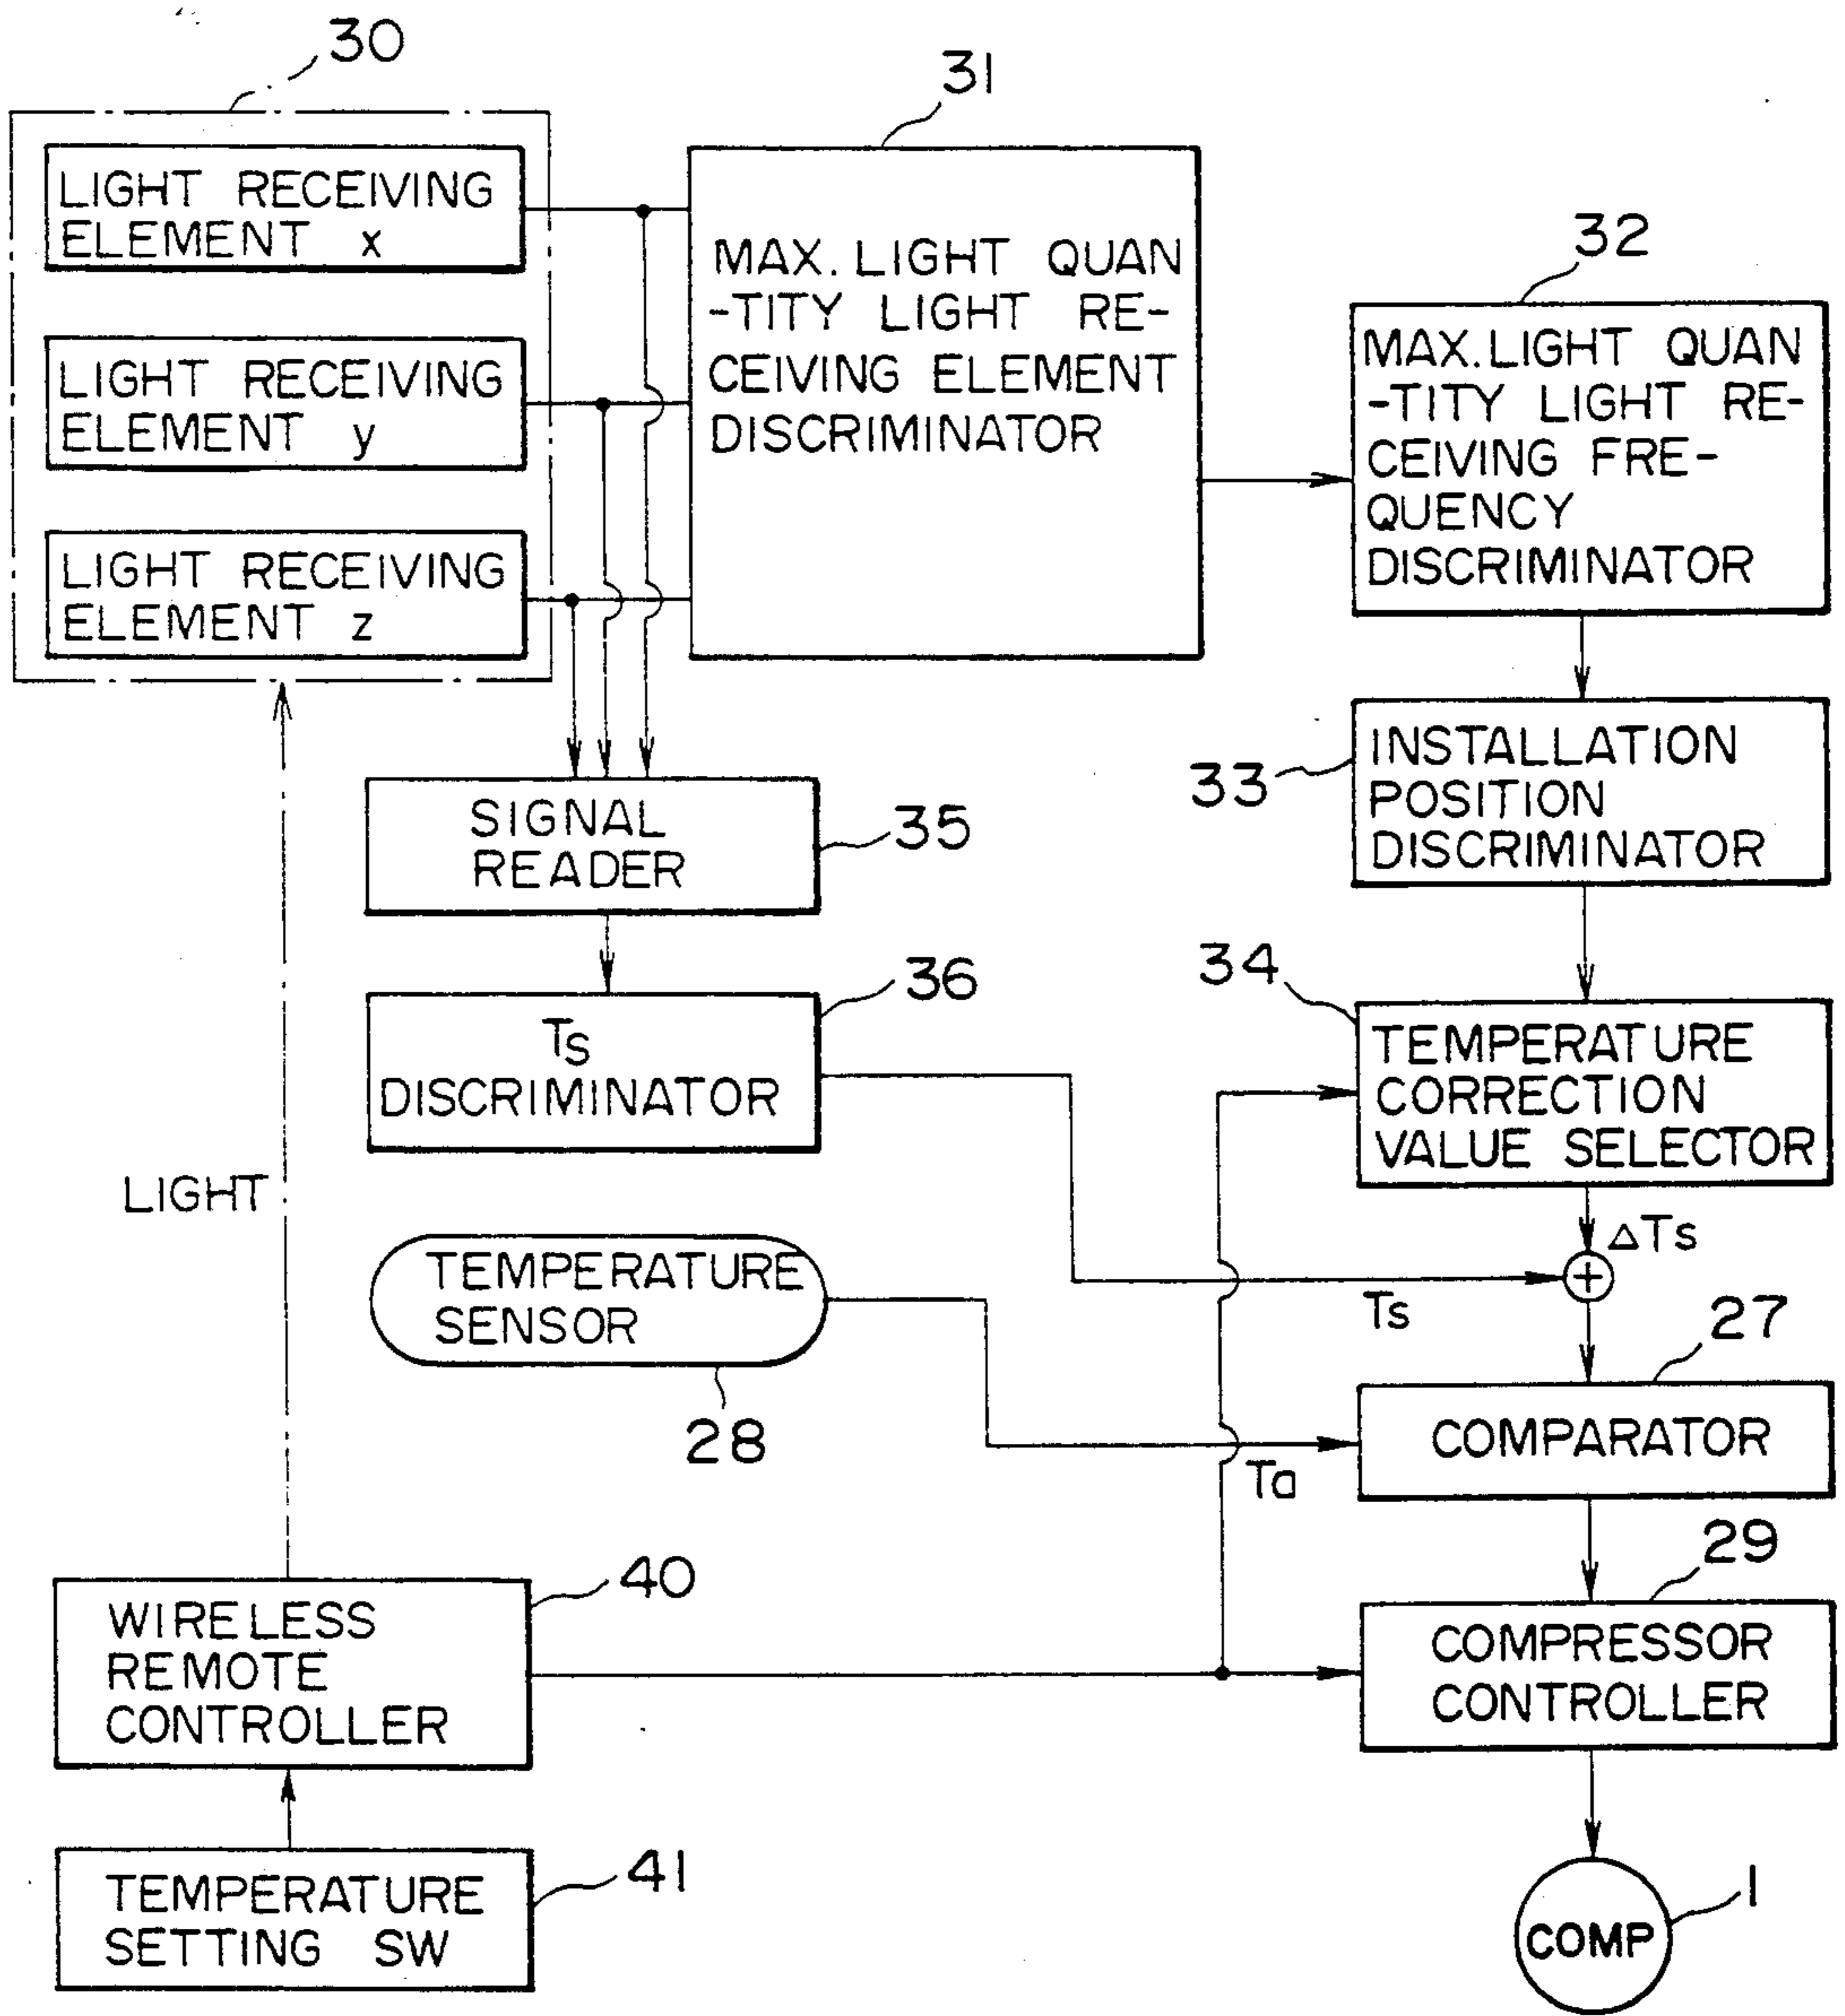 30
LIGHT RECEIVING
ELEMENT x
LIGHT RECEIVING
ELEMENT y
LIGHT RECEIVING
ELEMENT z
31
MAX. LIGHT QUAN
-TITY LIGHT RE-
CEIVING ELEMENT
DISCRIMINATOR
32
MAX. LIGHT QUAN
-TITY LIGHT RE-
CEIVING FRE-
QUENCY
DISCRIMINATOR
33
INSTALLATION
POSITION
DISCRIMINATOR
SIGNAL
READER
35
34
TEMPERATURE
CORRECTION
VALUE SELECTOR
36
Ts
DISCRIMINATOR
LIGHT
ΔTs
+
Ts
TEMPERATURE
SENSOR
28
Ta
27
COMPARATOR
29
COMPRESSOR
CONTROLLER
40
WIRELESS
REMOTE
CONTROLLER
41
TEMPERATURE
SETTING SW
1
COMP